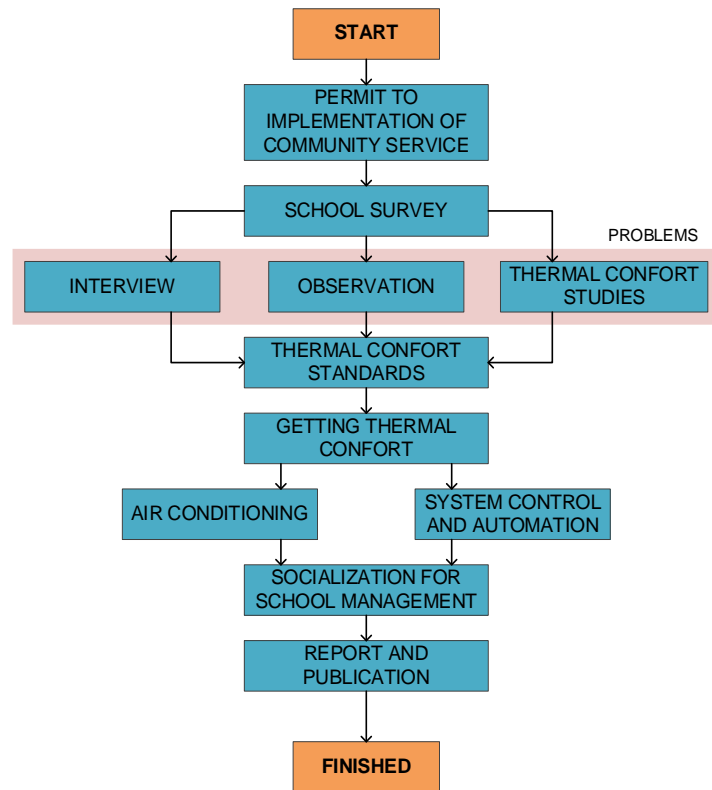 START
PERMIT TO
IMPLEMENTATION OF
COMMUNITY SERVICE
SCHOOL SURVEY
PROBLEMS
INTERVIEW
OBSERVATION
THERMAL CONFORT
STUDIES
THERMAL CONFORT
STANDARDS
GETTING THERMAL
CONFORT
AIR CONDITIONING
SYSTEM CONTROL
AND AUTOMATION
SOCIALIZATION FOR
SCHOOL MANAGEMENT
REPORT AND
PUBLICATION
FINISHED